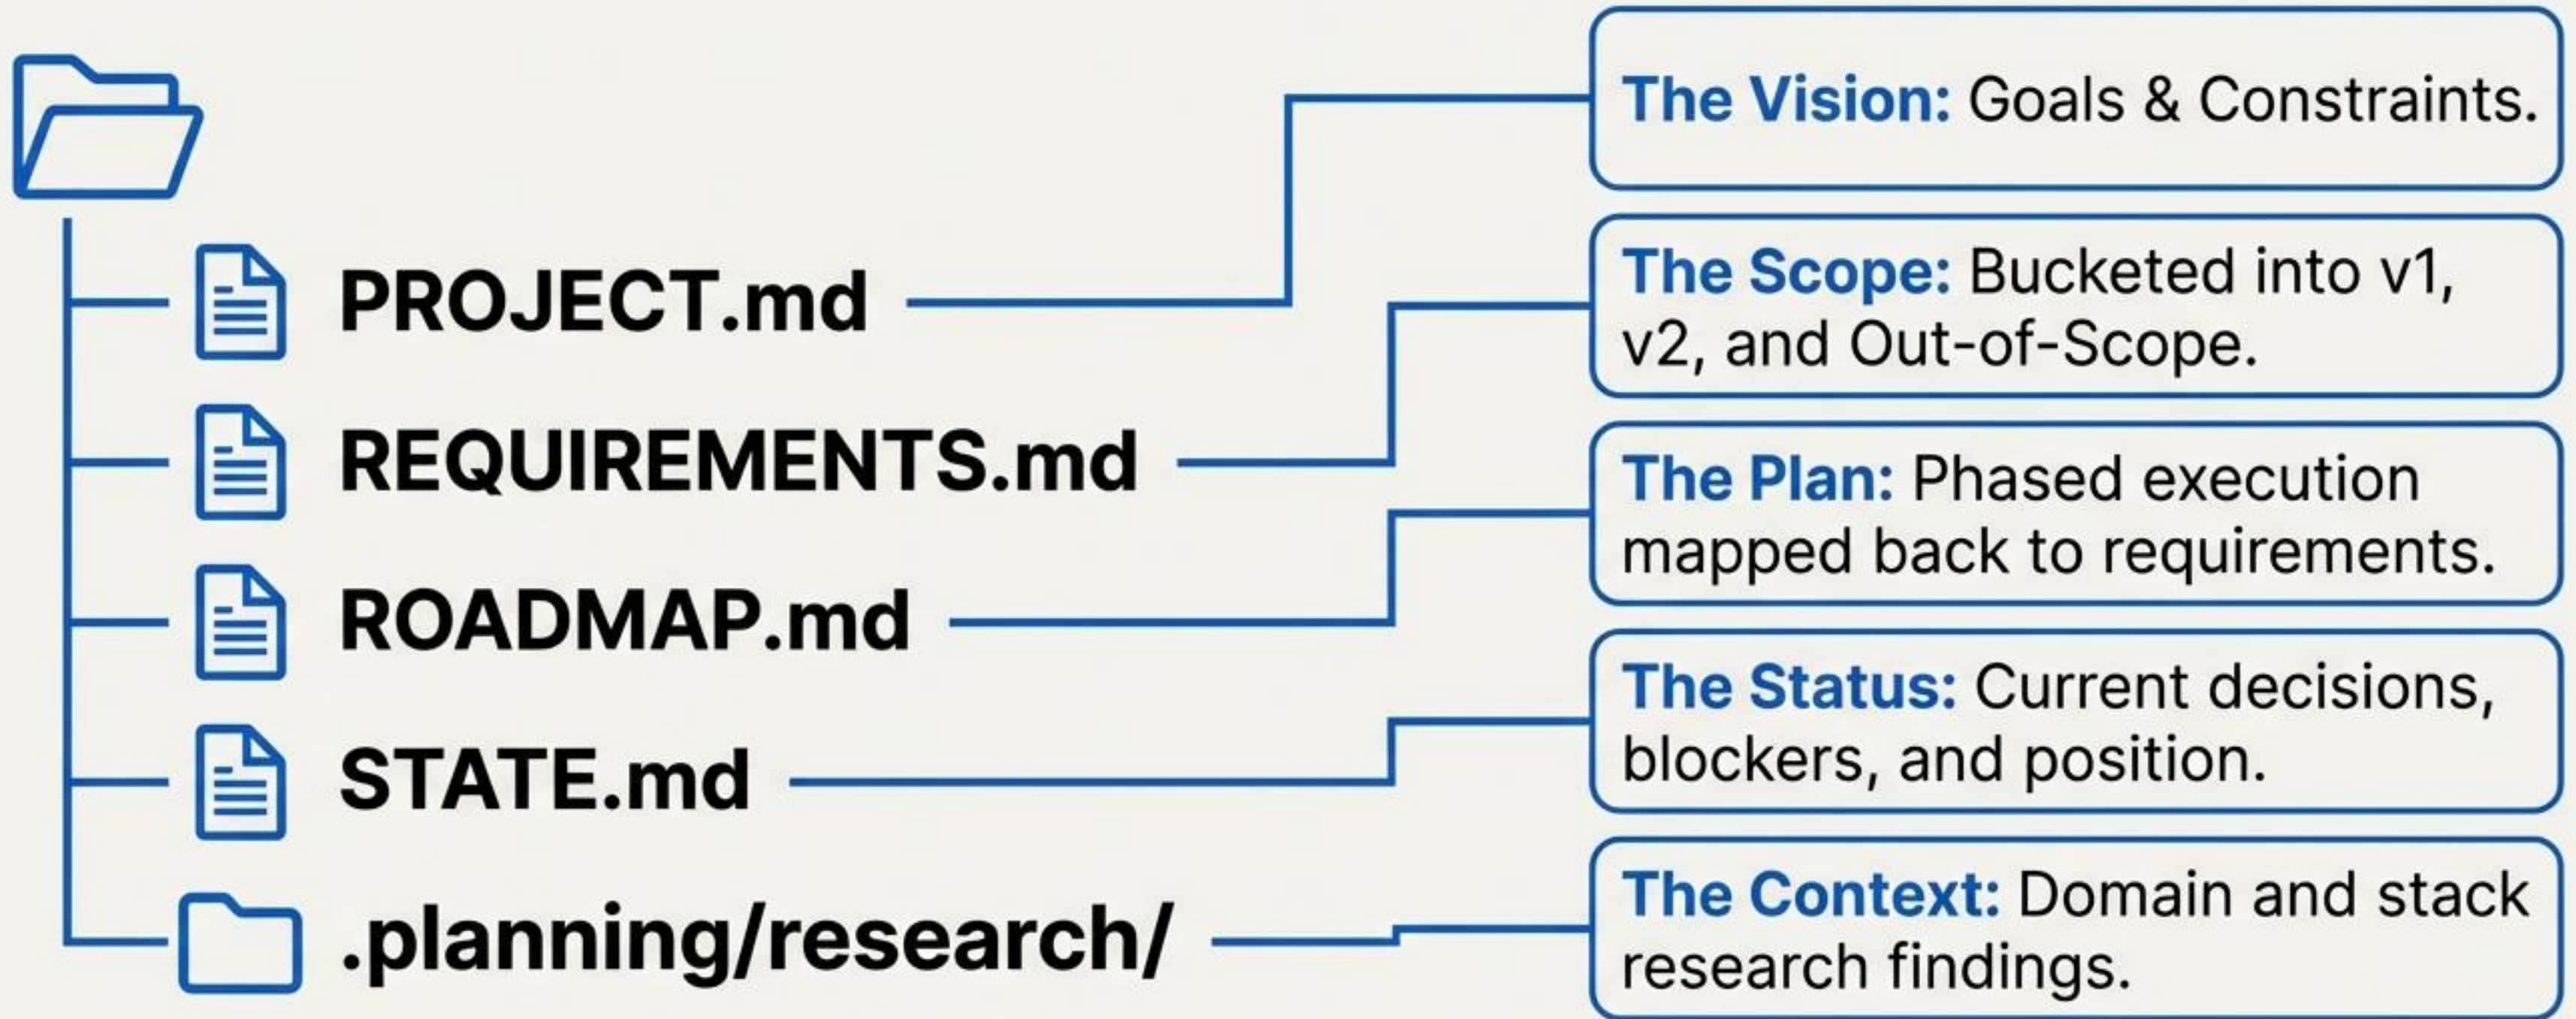 PROJECT.md
REQUIREMENTS.md
ROADMAP.md
STATE.md
.planning/research/
The Vision: Goals & Constraints.
The Scope: Bucketed into v1,
v2, and Out-of-Scope.
The Plan: Phased execution
mapped back to requirements.
The Status: Current decisions,
blockers, and position.
The Context: Domain and stack
research findings.